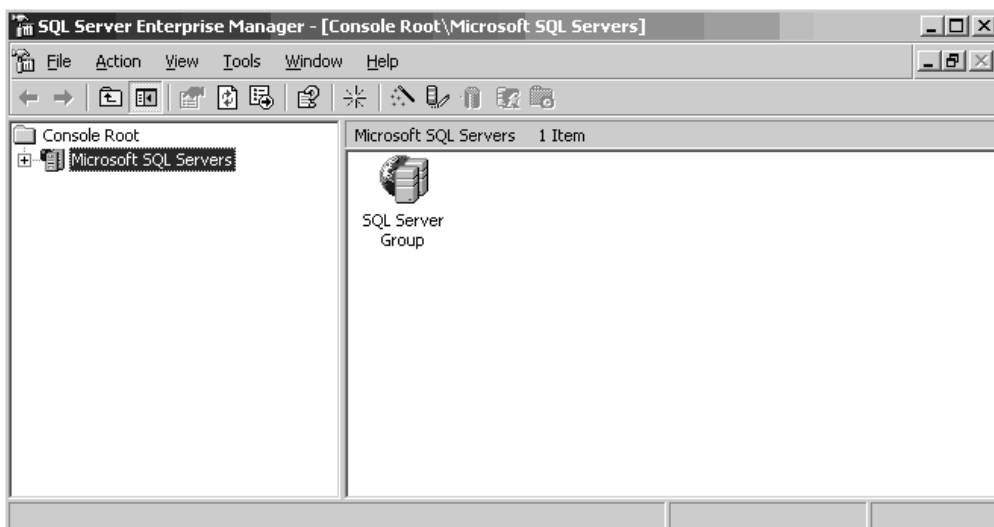 SQL Server Enterprise Manager - [Console Root\Microsoft SQL Servers]
File Action View Tools Window Help
Console Root
Microsoft SQL Servers
Microsoft SQL Servers 1 Item
SQL Server
Group